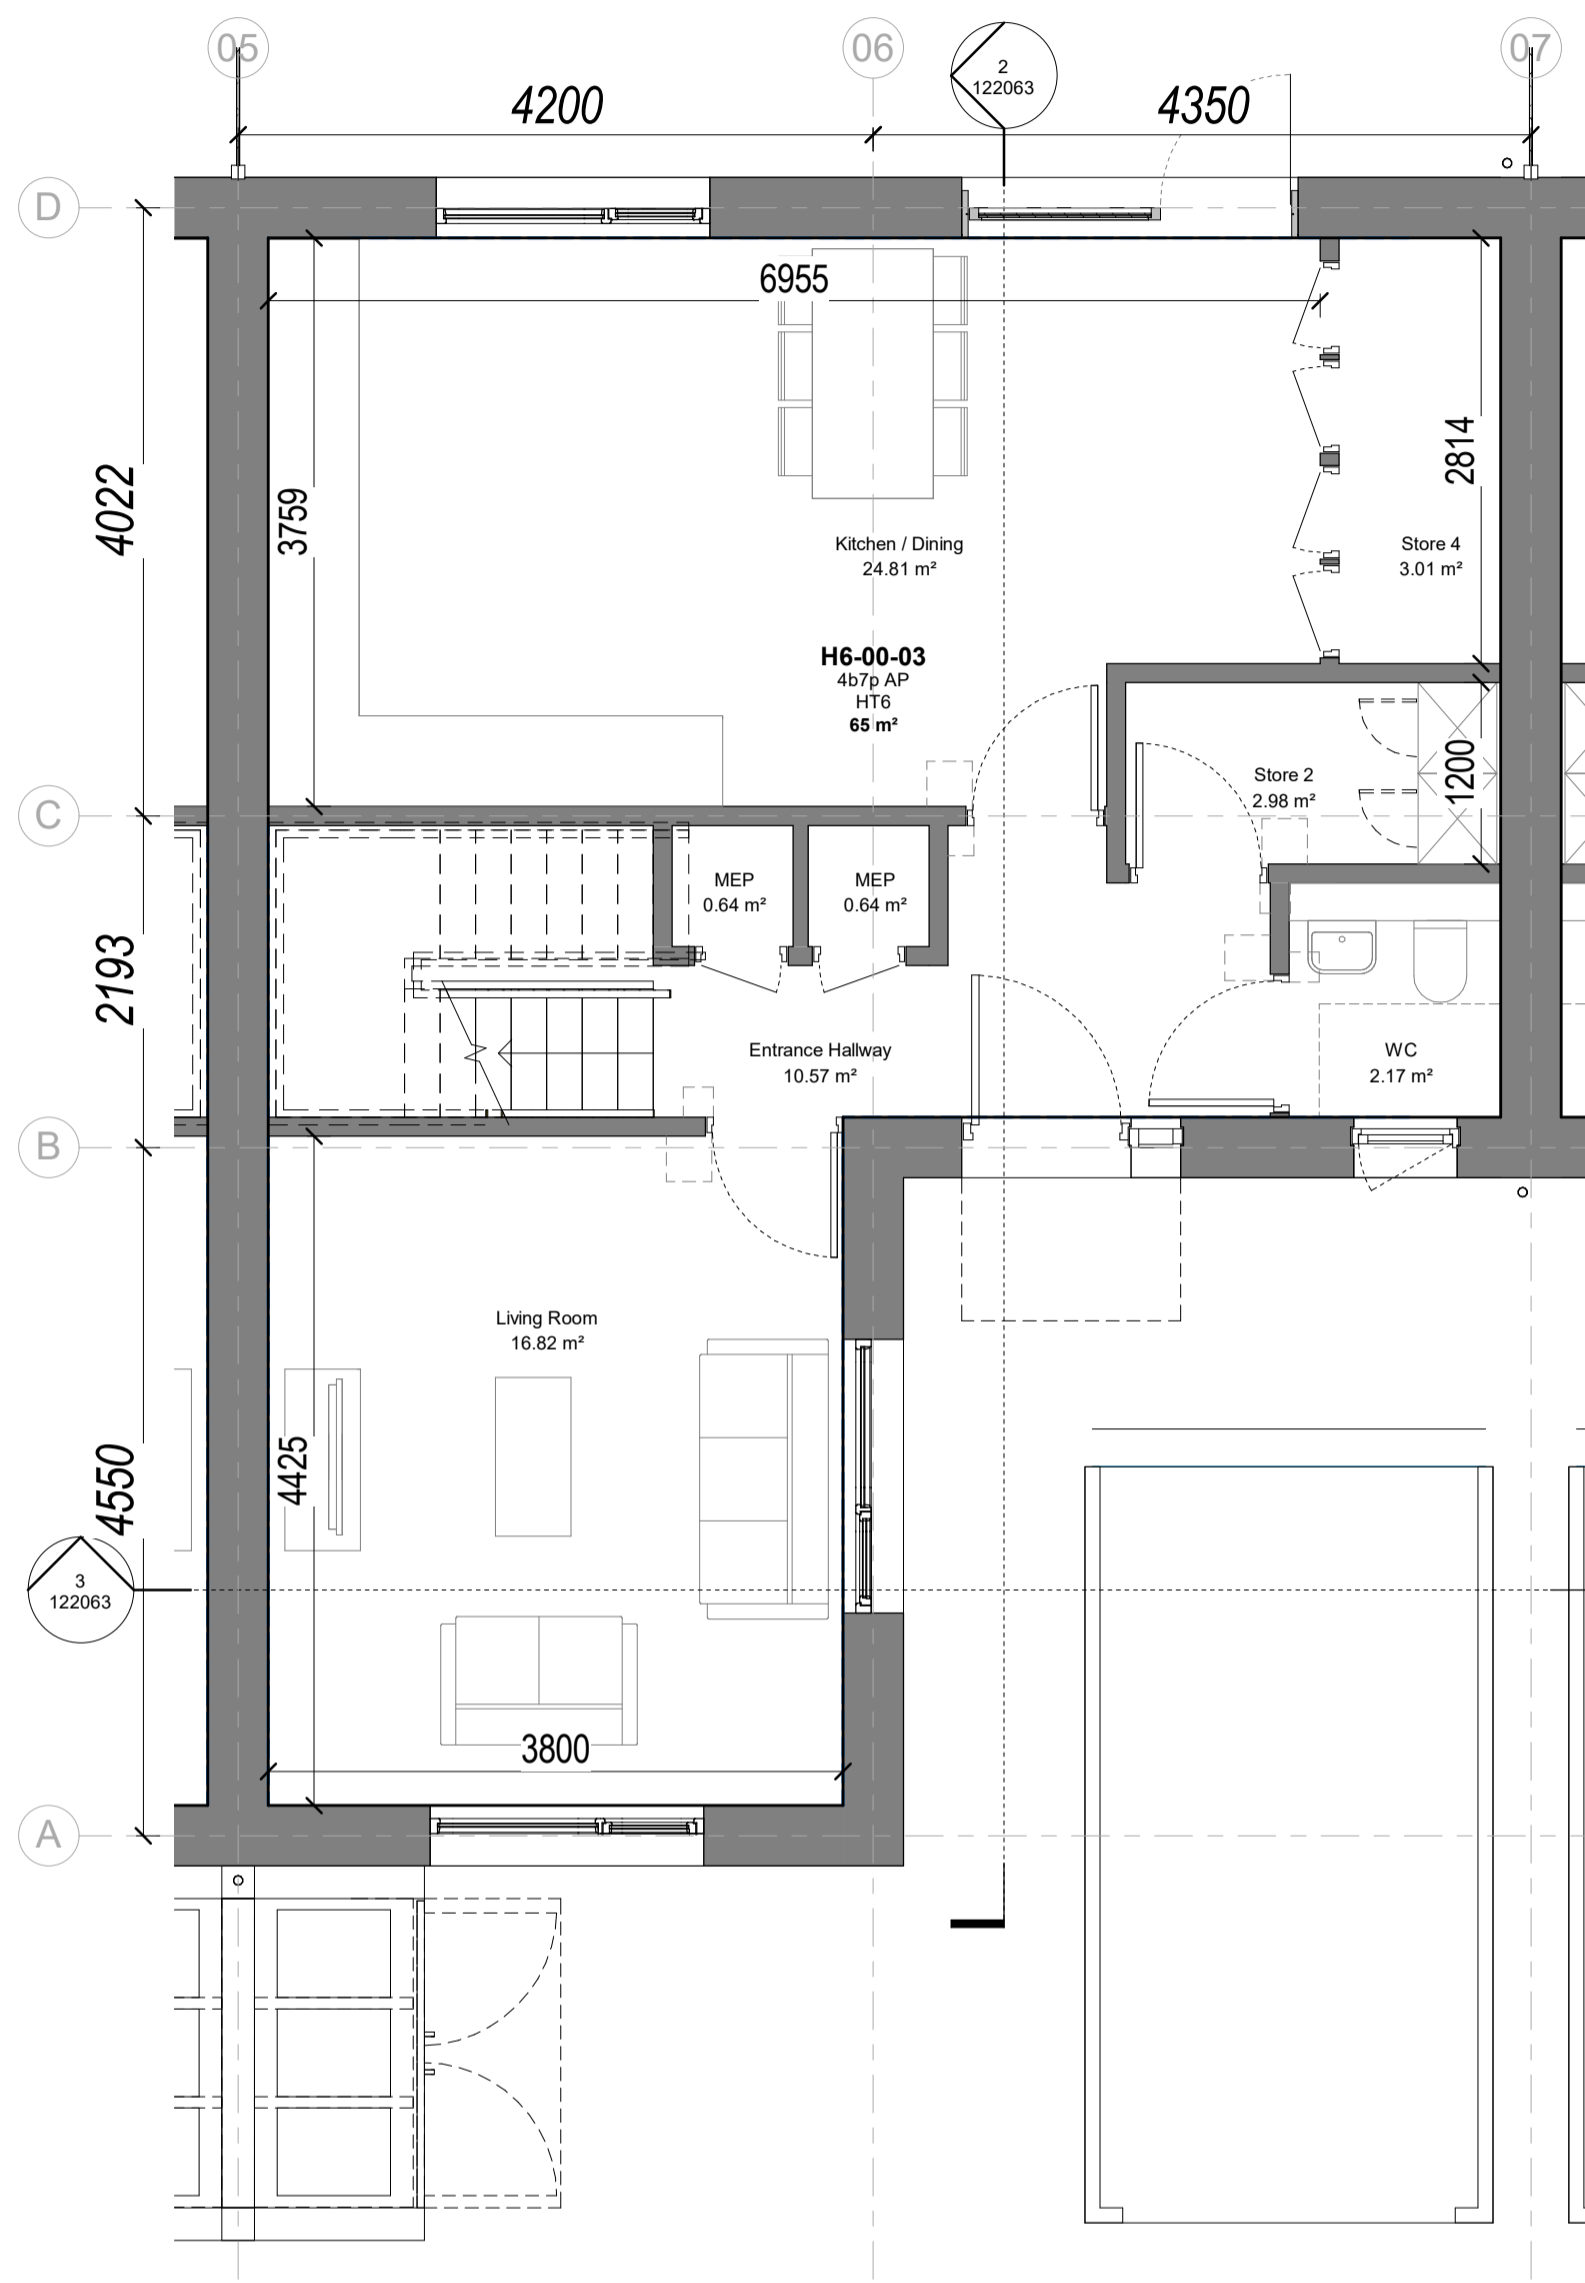 05
06
07
2
122063
4200
4350
D
6955
4022
3759
2814
Kitchen / Dining
24.81 m²
Store 4
3.01 m²
H6-00-03
4b7p AP
HT6
65 m²
Store 2
2.98 m²
1200
C
MEP
0.64 m²
MEP
0.64 m²
2193
Entrance Hallway
10.57 m²
WC
2.17 m²
B
Living Room
16.82 m²
4550
4425
3
122063
3800
A